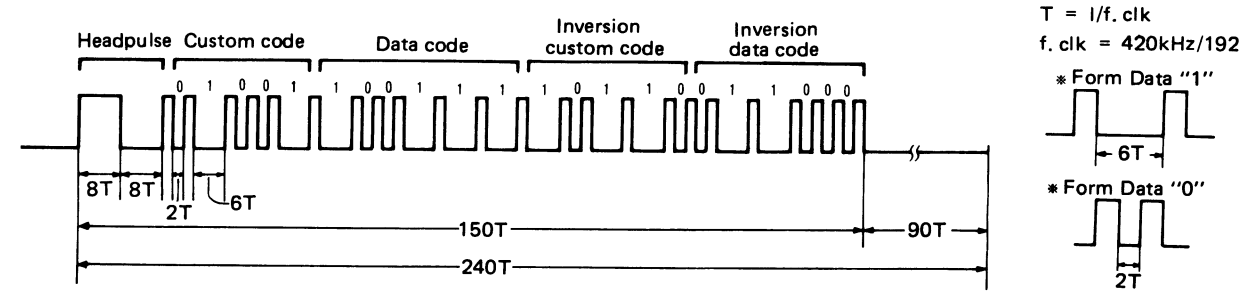 T = I/f. clk
f. clk = 420kHz/192
Headpulse Custom code Data code Inversion custom code Inversion data code
0 1 0 0 1 1 0 0 1 1 1 1 0 1 1 0 0 1 1 0 0 0
8T 8T 2T 6T
150T 90T
240T
* Form Data "1"
6T
* Form Data "0"
2T